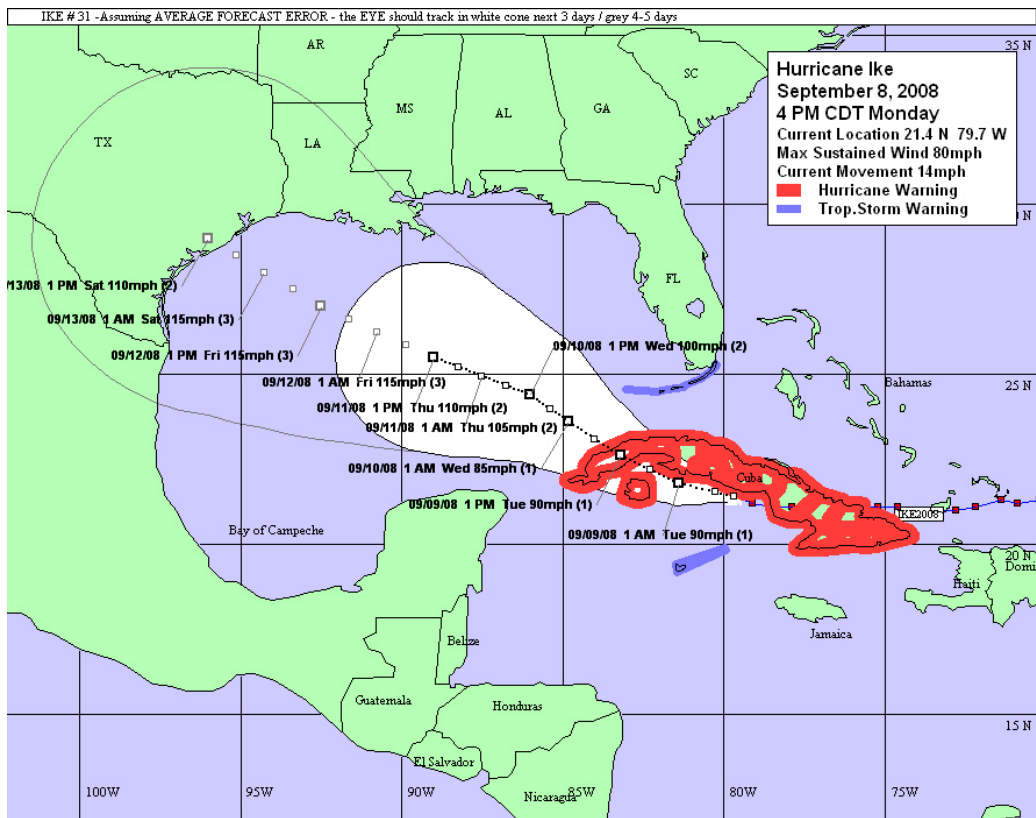 IKE # 31 -Assuming AVERAGE FORECAST ERROR - the EYE should track in white cone next 3 days / grey 4-5 days
35 N
AR
SC
TX
MS
AL
GA
LA
Hurricane Ike
September 8, 2008
4 PM CDT Monday
Current Location 21.4 N 79.7 W
Max Sustained Wind 80mph
Current Movement 14mph
Hurricane Warning
Trop.Storm Warning
FL
/13/08 1 PM Sat 110mph (2)
09/13/08 1 AM Sat 115mph (3)
09/12/08 1 PM Fri 115mph (3)
09/10/08 1 PM Wed 100mph (2)
25 N
09/12/08 1 AM Fri 115mph (3)
Bahamas
09/11/08 1 PM Thu 110mph (2)
09/11/08 1 AM Thu 105mph (2)
09/10/08 1 AM Wed 85mph (1)
Cuba
09/09/08 1 PM Tue 90mph (1)
IKE2008
Bay of Campeche
09/09/08 1 AM Tue 90mph (1)
20 N
Haiti
Domi
Jamaica
Belize
Guatemala
Honduras
15 N
El Salvador
Nicaragua
100W
95W
90W
85W
80W
75W